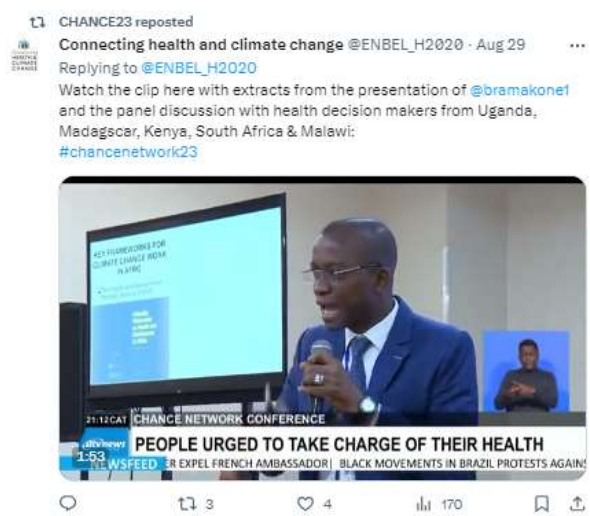 CHANCE23 reposted
Connecting health and climate change @ENBEL_H2020 · Aug 29
Replying to @ENBEL_H2020
Watch the clip here with extracts from the presentation of @bramakone1
and the panel discussion with health decision makers from Uganda,
Madagscar, Kenya, South Africa & Malawi:
#chancenetwork23
KEY FRAMEWORKS FOR
CLIMATE CHANGE WORK
IN AFRIC
21:12CAT CHANCE NETWORK CONFERENCE
PEOPLE URGED TO TAKE CHARGE OF THEIR HEALTH
1:53
NEWSFEED ER EXPEL FRENCH AMBASSADOR| BLACK MOVEMENTS IN BRAZIL PROTESTS AGAINS
3 4 170